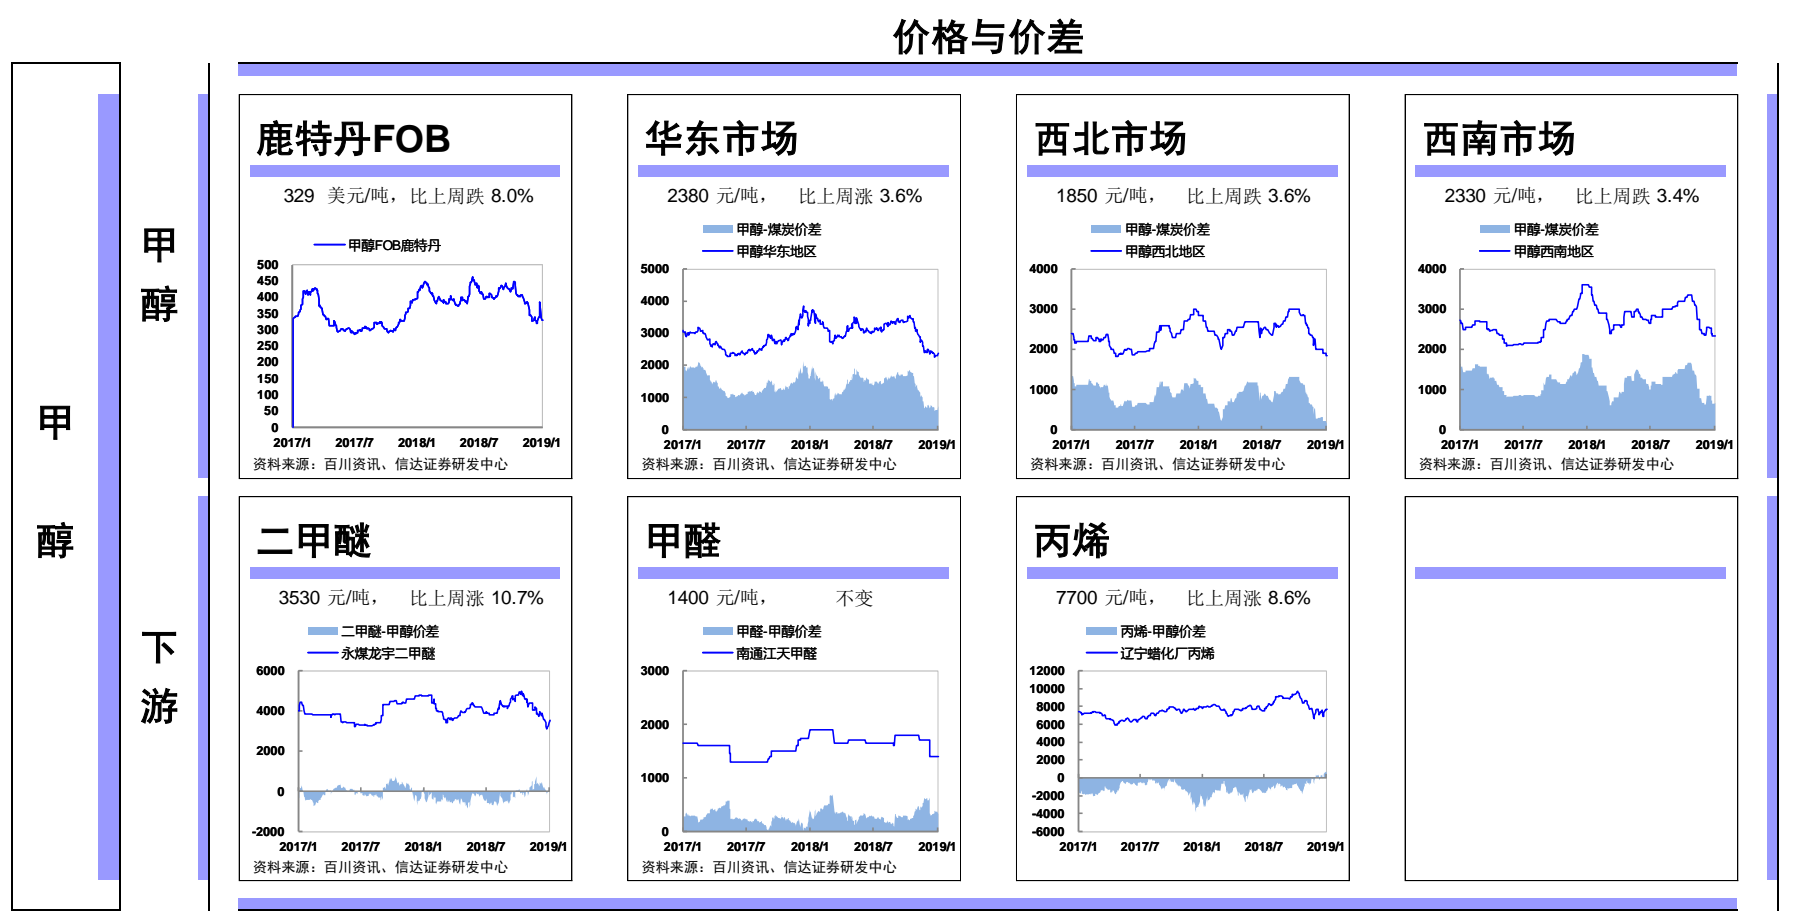 价格与价差
甲
醇
甲
醇
下
游
鹿特丹FOB
329 美元/吨，比上周跌 8.0%
甲醇FOB鹿特丹
500
450
400
350
300
250
200
150
100
50
0
2017/1 2017/7 2018/1 2018/7 2019/1
资料来源：百川资讯、信达证券研发中心
华东市场
2380 元/吨， 比上周涨 3.6%
甲醇-煤炭价差
甲醇华东地区
5000
4000
3000
2000
1000
0
2017/1 2017/7 2018/1 2018/7 2019/1
资料来源：百川资讯、信达证券研发中心
西北市场
1850 元/吨， 比上周跌 3.6%
甲醇-煤炭价差
甲醇西北地区
4000
3000
2000
1000
0
2017/1 2017/7 2018/1 2018/7 2019/1
资料来源：百川资讯、信达证券研发中心
西南市场
2330 元/吨， 比上周跌 3.4%
甲醇-煤炭价差
甲醇西南地区
4000
3000
2000
1000
0
2017/1 2017/7 2018/1 2018/7 2019/1
资料来源：百川资讯、信达证券研发中心
二甲醚
3530 元/吨， 比上周涨 10.7%
二甲醚-甲醇价差
永煤龙宇二甲醚
6000
4000
2000
0
-2000
2017/1 2017/7 2018/1 2018/7 2019/1
资料来源：百川资讯、信达证券研发中心
甲醛
1400 元/吨， 不变
甲醛-甲醇价差
南通江天甲醛
3000
2000
1000
0
2017/1 2017/7 2018/1 2018/7 2019/1
资料来源：百川资讯、信达证券研发中心
丙烯
7700 元/吨， 比上周涨 8.6%
丙烯-甲醇价差
辽宁蜡化厂丙烯
12000
10000
8000
6000
4000
2000
0
-2000
-4000
-6000
2017/1 2017/7 2018/1 2018/7 2019/1